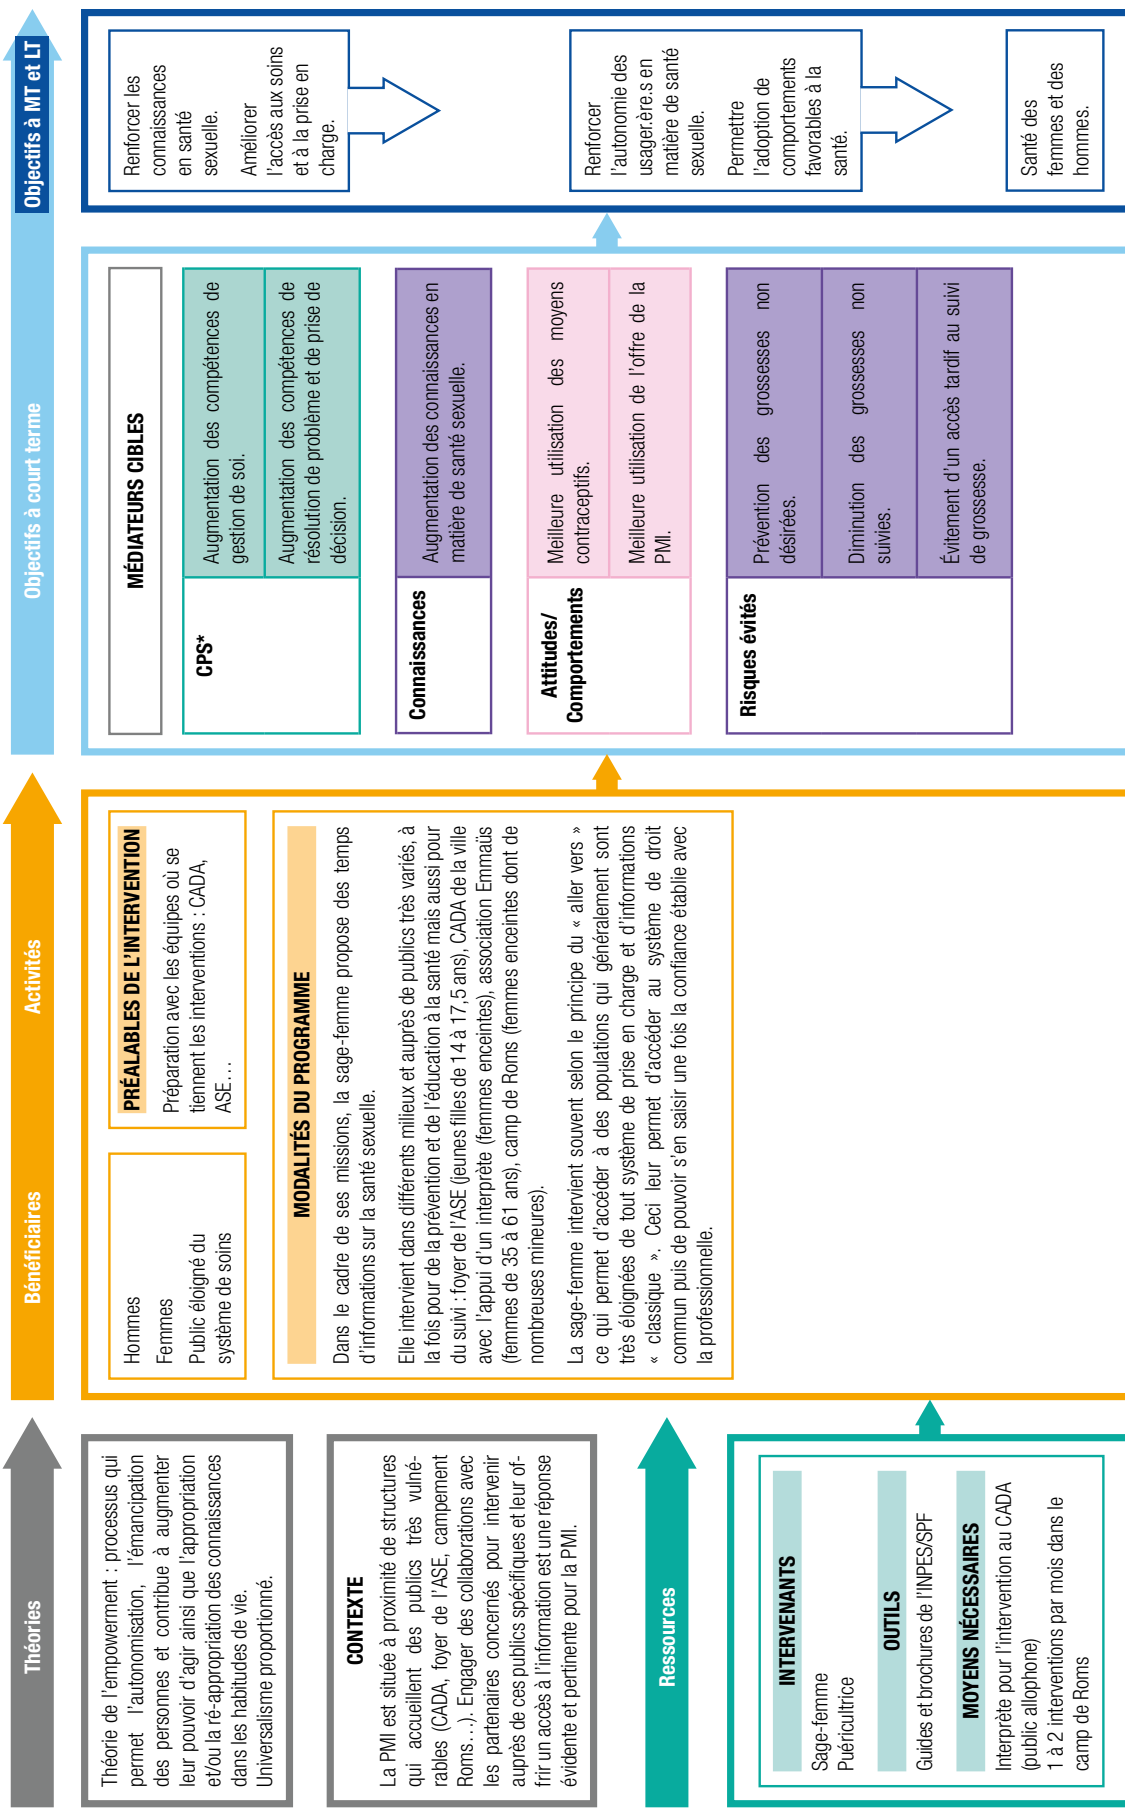 Théories
Théorie de l'empowerment : processus qui
permet l'autonomisation, l'émancipation
des personnes et contribue à augmenter
leur pouvoir d'agir ainsi que l'appropriation
et/ou la ré-appropriation des connaissances
dans les habitudes de vie.
Universalisme proportionné.
CONTEXTE
La PMI est située à proximité de structures
qui accueillent des publics très vulné-
rables (CADA, foyer de l'ASE, campement
Roms…). Engager des collaborations avec
les partenaires concernés pour intervenir
auprès de ces publics spécifiques et leur of-
frir un accès à l'information est une réponse
évidente et pertinente pour la PMI.
Ressources
INTERVENANTS
Sage-femme
Puéricultrice
OUTILS
Guides et brochures de l'INPES/SPF
MOYENS NÉCESSAIRES
Interprète pour l'intervention au CADA
(public allophone)
1 à 2 interventions par mois dans le
camp de Roms
Bénéficiaires
Activités
Hommes
Femmes
Public éloigné du
système de soins
PRÉALABLES DE L'INTERVENTION
Préparation avec les équipes où se
tiennent les interventions : CADA,
ASE…
MODALITÉS DU PROGRAMME
Dans le cadre de ses missions, la sage-femme propose des temps
d'informations sur la santé sexuelle.
Elle intervient dans différents milieux et auprès de publics très variés, à
la fois pour de la prévention et de l'éducation à la santé mais aussi pour
du suivi : foyer de l'ASE (jeunes filles de 14 à 17,5 ans), CADA de la ville
avec l'appui d'un interprète (femmes enceintes), association Emmaüs
(femmes de 35 à 61 ans), camp de Roms (femmes enceintes dont de
nombreuses mineures).
La sage-femme intervient souvent selon le principe du « aller vers »
ce qui permet d'accéder à des populations qui généralement sont
très éloignées de tout système de prise en charge et d'informations
« classique ». Ceci leur permet d'accéder au système de droit
commun puis de pouvoir s'en saisir une fois la confiance établie avec
la professionnelle.
Objectifs à court terme
MÉDIATEURS CIBLES
CPS*
Augmentation des compétences de
gestion de soi.
Augmentation des compétences de
résolution de problème et de prise de
décision.
Connaissances
Augmentation des connaissances en
matière de santé sexuelle.
Attitudes/
Comportements
Meilleure utilisation des moyens
contraceptifs.
Meilleure utilisation de l'offre de la
PMI.
Risques évités
Prévention des grossesses non
désirées.
Diminution des grossesses non
suivies.
Évitement d'un accès tardif au suivi
de grossesse.
Objectifs à MT et LT
Renforcer les
connaissances
en santé
sexuelle.
Améliorer
l'accès aux soins
et à la prise en
charge.
Renforcer
l'autonomie des
usager.ère.s en
matière de santé
sexuelle.
Permettre
l'adoption de
comportements
favorables à la
santé.
Santé des
femmes et des
hommes.